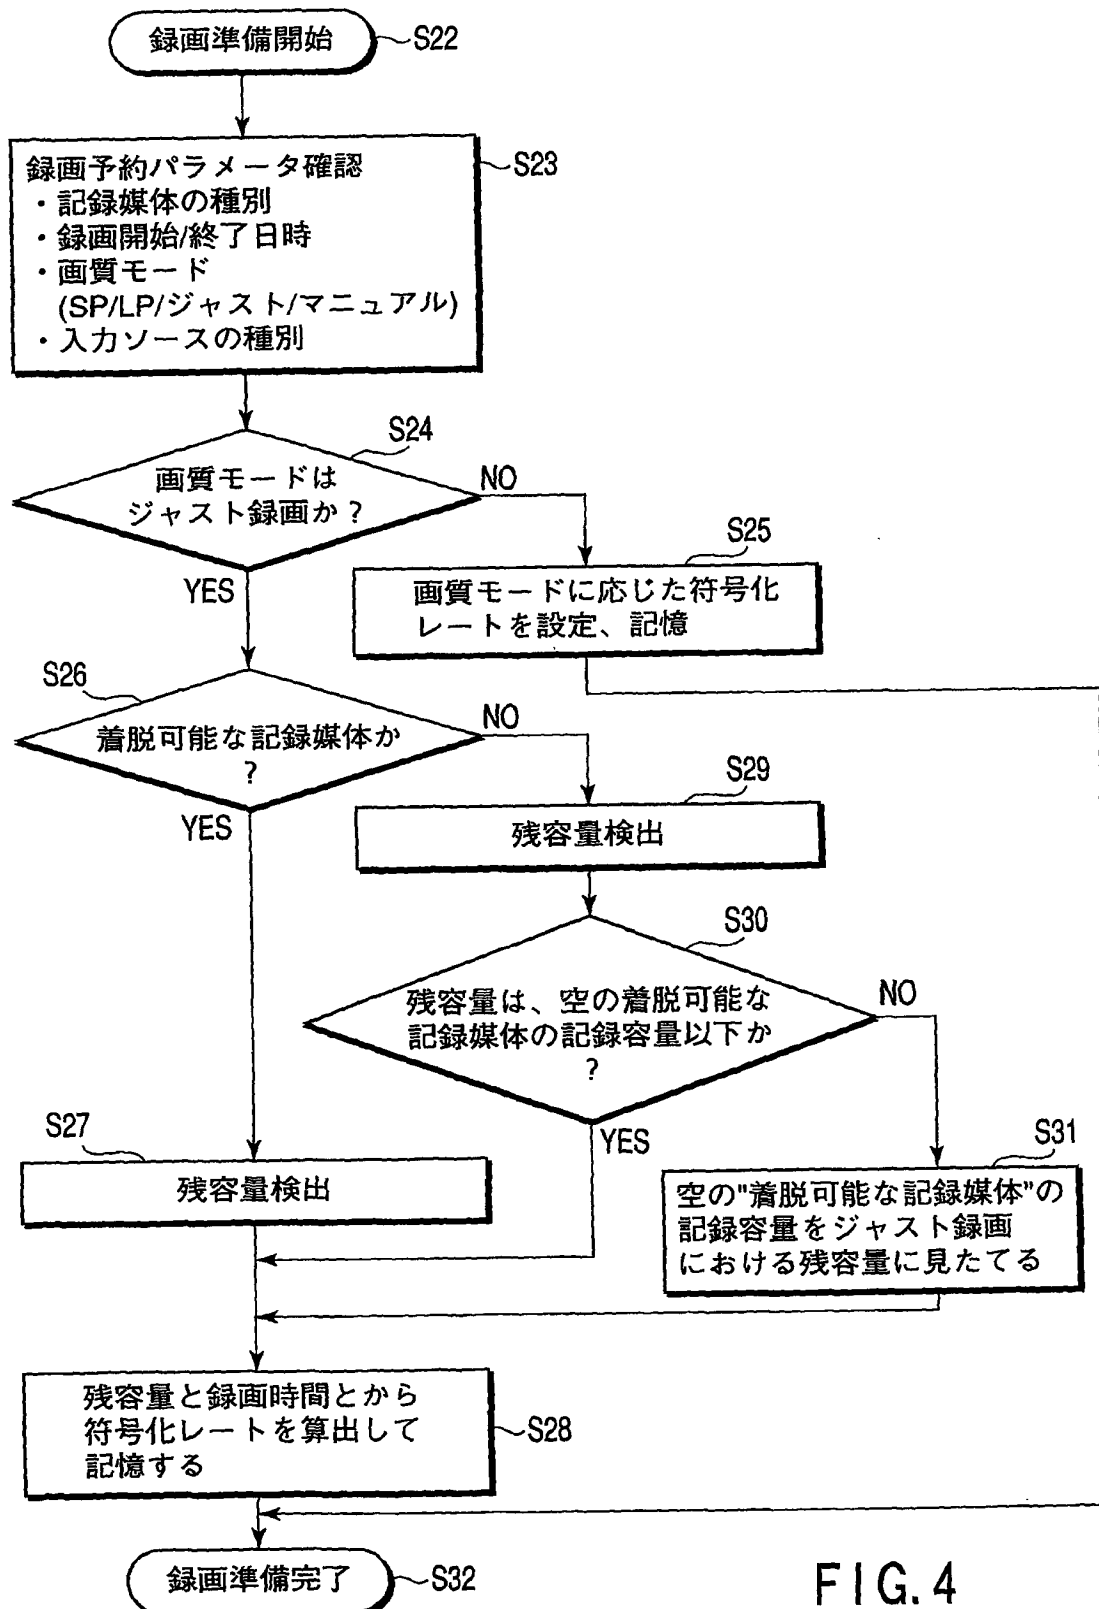 録画準備開始
S22
録画予約パラメータ確認
・記録媒体の種別
・録画開始/終了日時
・画質モード
(SP/LP/ジャスト/マニュアル)
・入力ソースの種別
S23
S24
画質モードは
ジャスト録画か?
NO
YES
S25
画質モードに応じた符号化
レートを設定、記憶
S26
着脱可能な記録媒体か
?
NO
YES
S29
残容量検出
S30
残容量は、空の着脱可能な
記録媒体の記録容量以下か
?
NO
YES
S27
残容量検出
S31
空の"着脱可能な記録媒体"の
記録容量をジャスト録画
における残容量に見たてる
残容量と録画時間とから
符号化レートを算出して
記憶する
S28
録画準備完了
S32
FIG.4